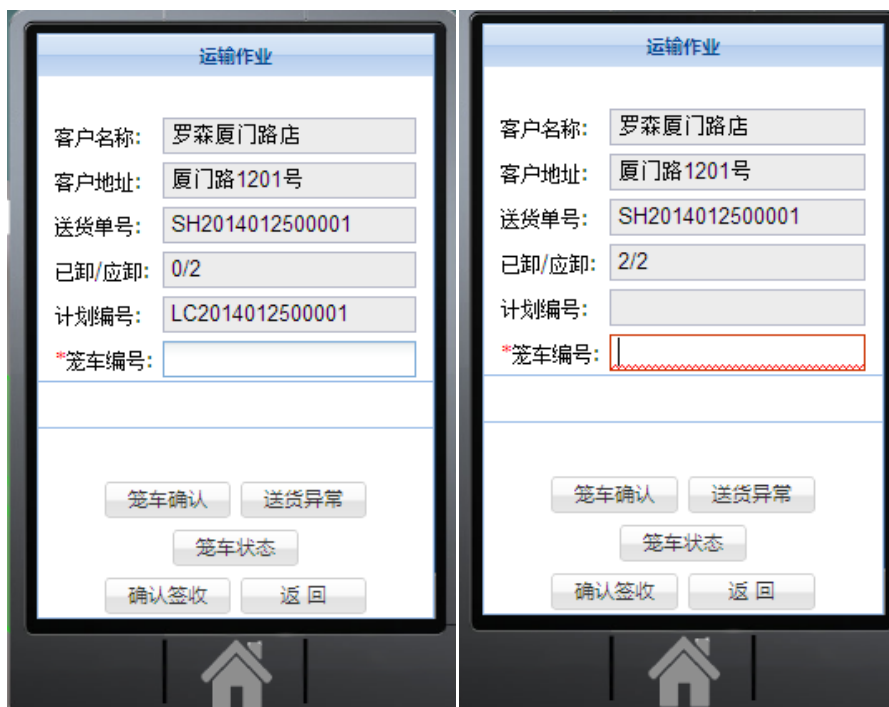 运输作业
客户名称: 罗森厦门路店
客户地址: 厦门路1201号
送货单号: SH2014012500001
已卸/应卸: 0/2
计划编号: LC2014012500001
*笼车编号:
笼车确认 送货异常
笼车状态
确认签收 返 回
运输作业
客户名称: 罗森厦门路店
客户地址: 厦门路1201号
送货单号: SH2014012500001
已卸/应卸: 2/2
计划编号:
*笼车编号:
笼车确认 送货异常
笼车状态
确认签收 返 回